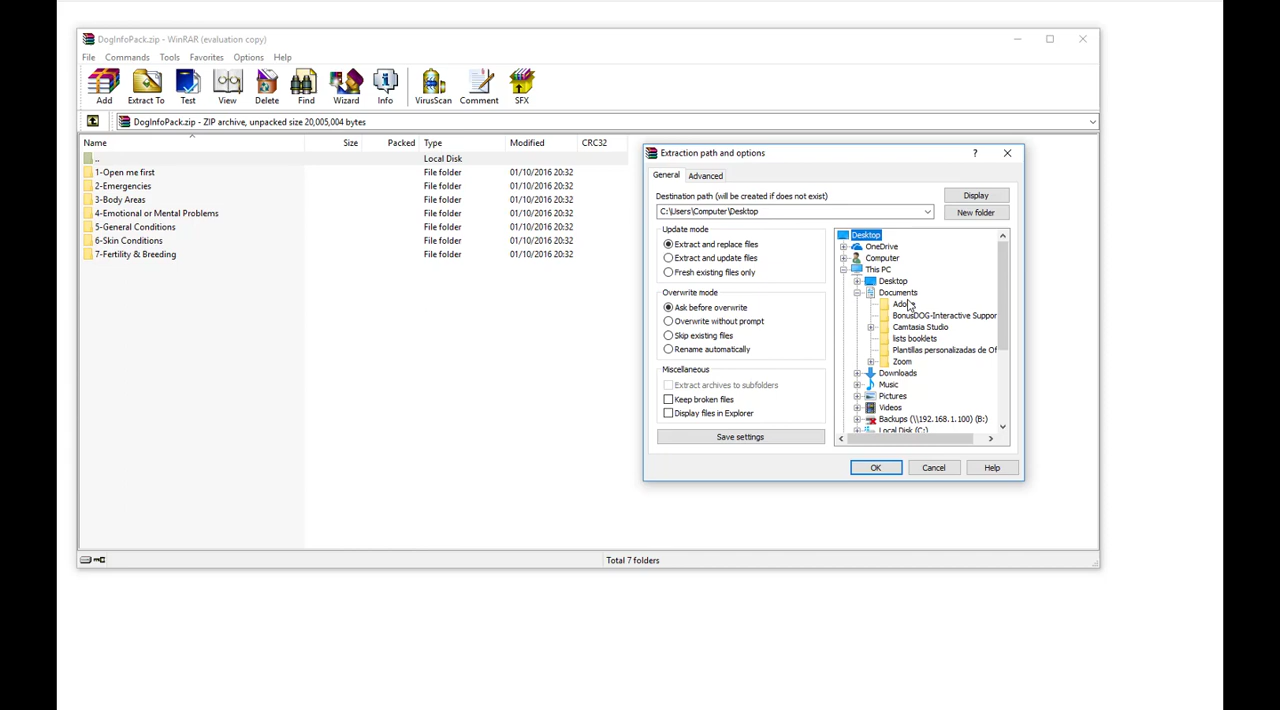 DogInfoPack.zip - WinRAR (evaluation copy)
File Commands Tools Favorites Options Help
Add Extract To Test View Delete Find Wizard Info VirusScan Comment SFX
DogInfoPack.zip - ZIP archive, unpacked size 20,005,004 bytes
Name Size Packed Type Modified CRC32
.. Local Disk
1-Open me first File folder 01/10/2016 20:32
2-Emergencies File folder 01/10/2016 20:32
3-Body Areas File folder 01/10/2016 20:32
4-Emotional or Mental Problems File folder 01/10/2016 20:32
5-General Conditions File folder 01/10/2016 20:32
6-Skin Conditions File folder 01/10/2016 20:32
7-Fertility & Breeding File folder 01/10/2016 20:32
Total 7 folders
Extraction path and options ?
General Advanced
Destination path (will be created if does not exist)
Display
C:\Users\Computer\Desktop
New folder
Update mode
Extract and replace files
Extract and update files
Fresh existing files only
Overwrite mode
Ask before overwrite
Overwrite without prompt
Skip existing files
Rename automatically
Miscellaneous
Extract archives to subfolders
Keep broken files
Display files in Explorer
Save settings
Desktop
OneDrive
Computer
This PC
Desktop
Documents
BonusDOG-Interactive Suppor
Camtasia Studio
lists booklets
Plantillas personalizadas de Of
Zoom
Downloads
Music
Pictures
Videos
Backups (\\192.168.1.100) (B:)
Local Disk (C:)
OK Cancel Help